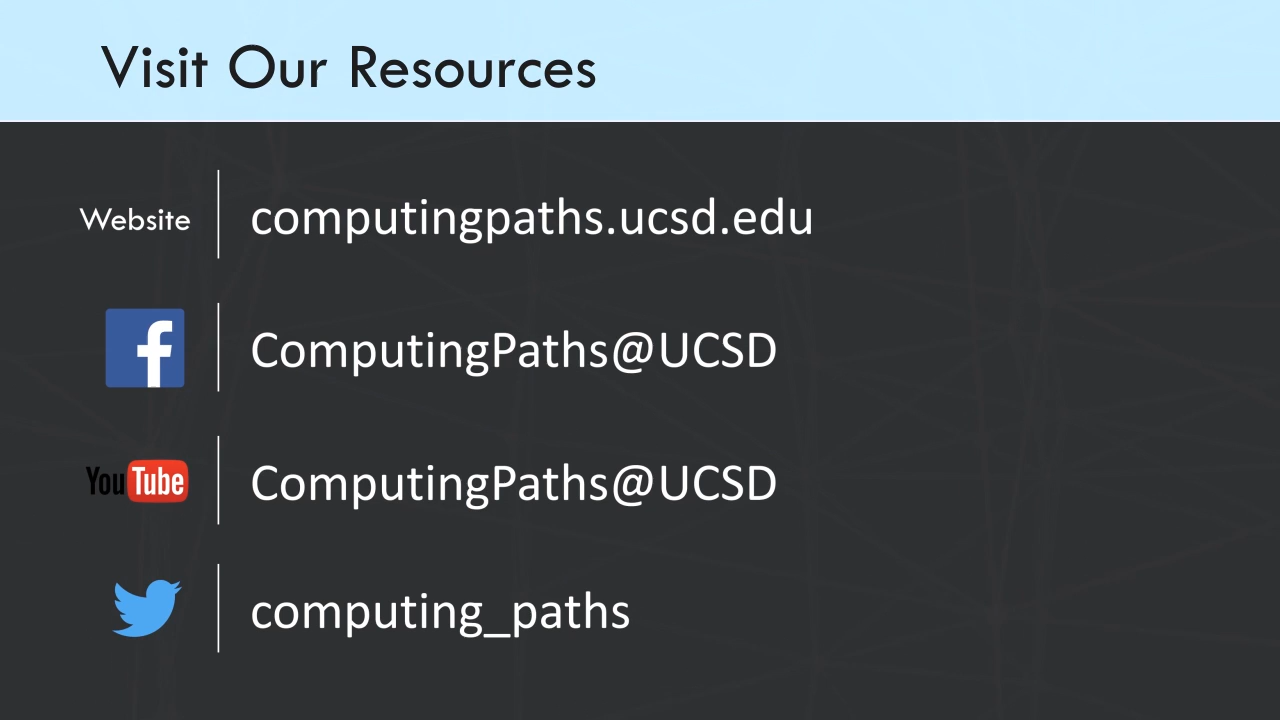 Visit Our Resources
Website
computingpaths.ucsd.edu
f
ComputingPaths@UCSD
YouTube
ComputingPaths@UCSD
computing_paths